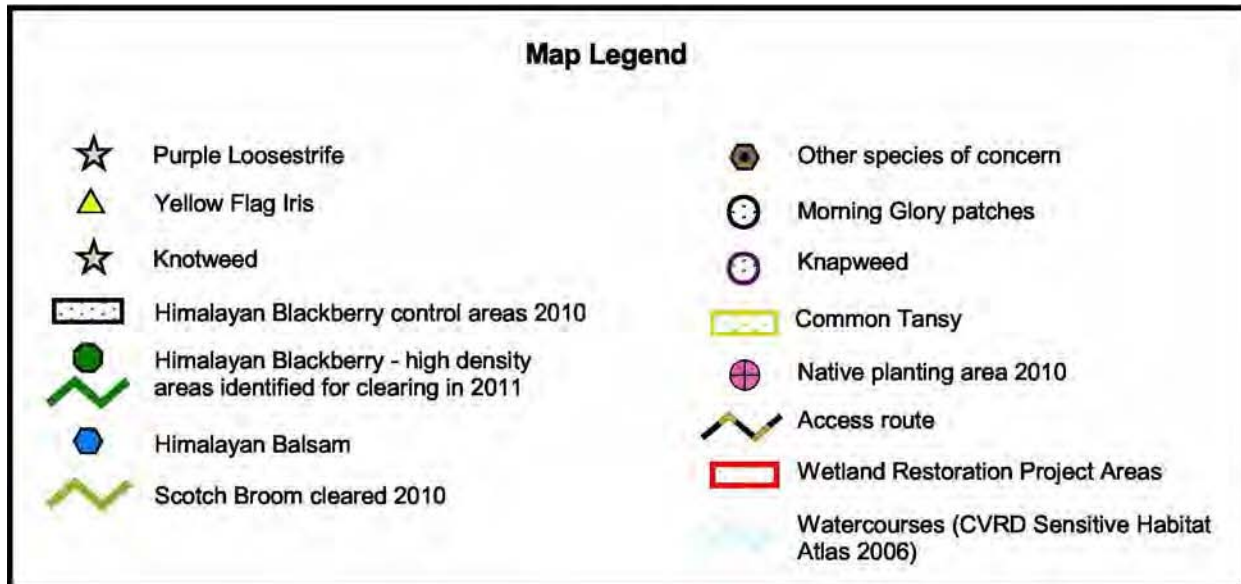 Map Legend
Purple Loosestrife
Yellow Flag Iris
Knotweed
Himalayan Blackberry control areas 2010
Himalayan Blackberry - high density
areas identified for clearing in 2011
Himalayan Balsam
Scotch Broom cleared 2010
Other species of concern
Morning Glory patches
Knapweed
Common Tansy
Native planting area 2010
Access route
Wetland Restoration Project Areas
Watercourses (CVRD Sensitive Habitat
Atlas 2006)